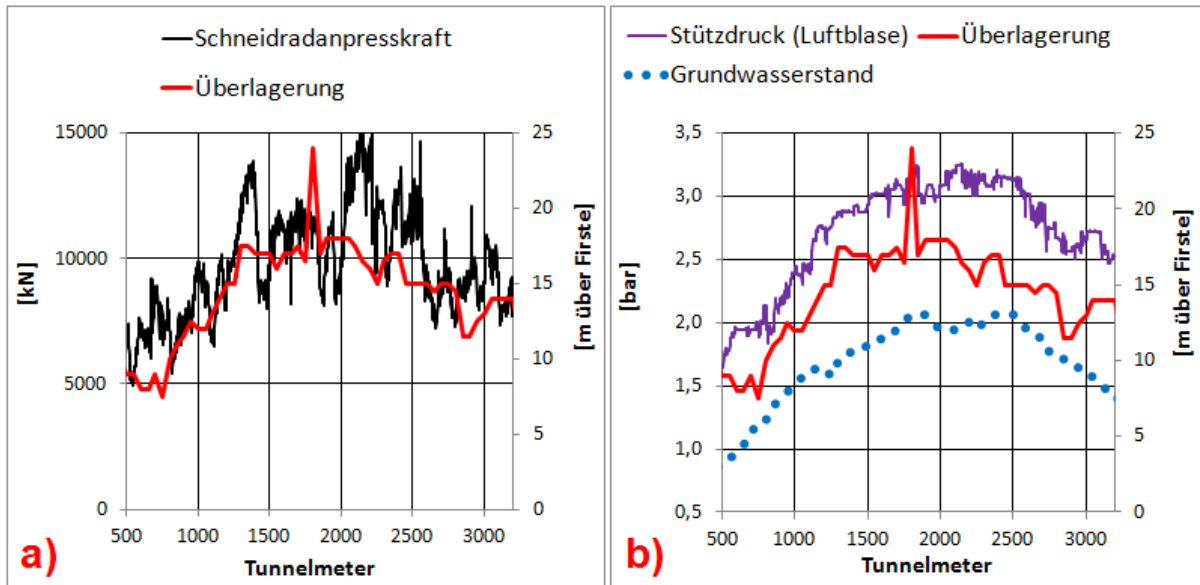 Schneidradanpresskraft
Überlagerung
15000
10000
5000
0
[kN]
25
20
15
10
5
0
[m über Firste]
500 1000 1500 2000 2500 3000
Tunnelmeter
a)
Stützdruck (Luftblase) Überlagerung
Grundwasserstand
3,5
3,0
2,5
2,0
1,5
1,0
0,5
[bar]
25
20
15
10
5
0
[m über Firste]
500 1000 1500 2000 2500 3000
Tunnelmeter
b)